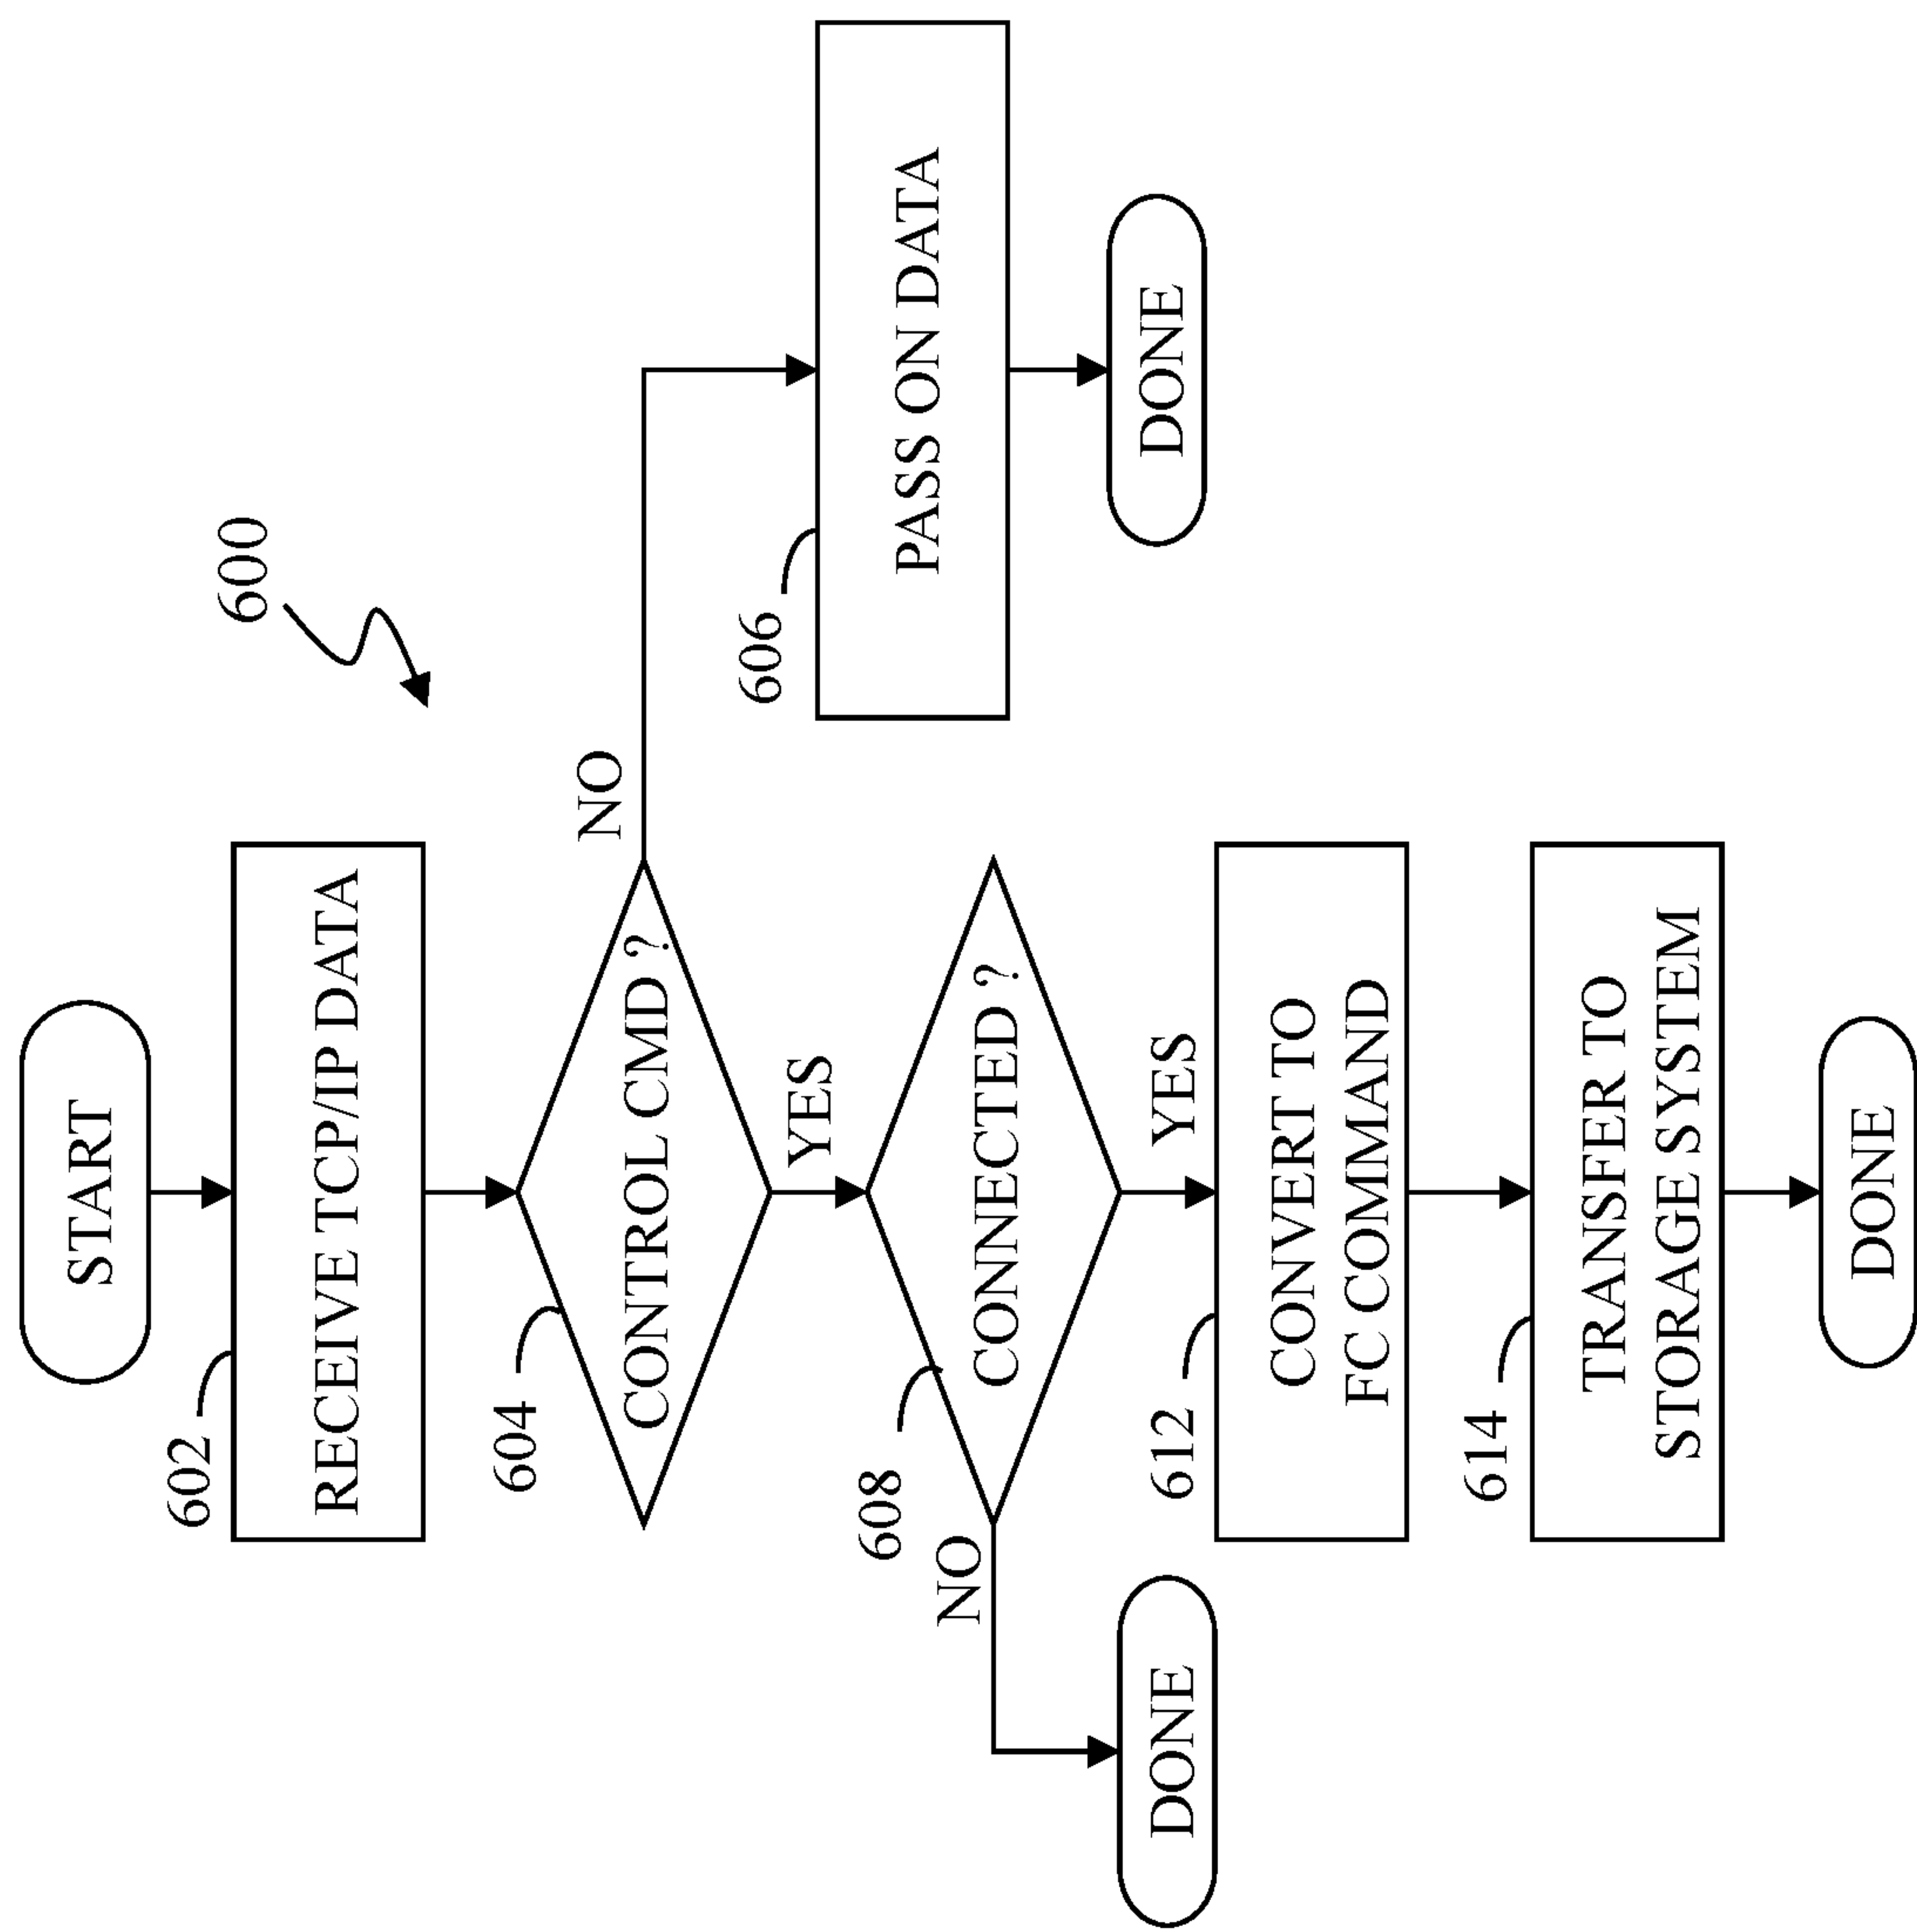 600
START
602
RECEIVE TCP/IP DATA
604
CONTROL CMD ?
NO
YES
606
PASS ON DATA
DONE
608
CONNECTED ?
NO
DONE
YES
612
CONVERT TO
FC COMMAND
614
TRANSFER TO
STORAGE SYSTEM
DONE